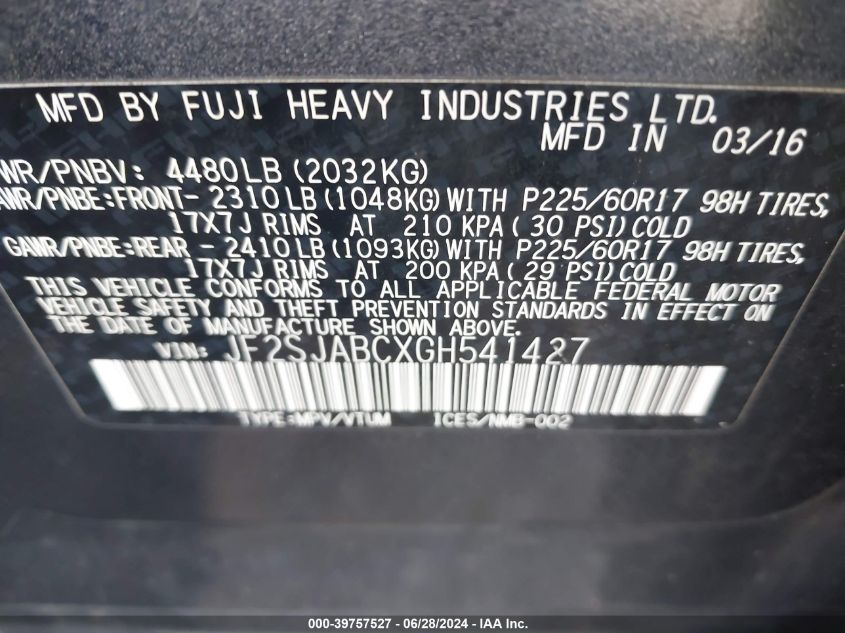 MFD BY FUJI HEAVY INDUSTRIES LTD.
MFD IN 03/16
WR/PNBV: 4480LB (2032KG)
AWR/PNBE:FRONT- 2310LB (1048KG) WITH P225/60R17 98H TIRES,
17X7J RIMS AT 210 KPA ( 30 PSI) COLD
GAWR/PNBE:REAR - 2410LB (1093KG) WITH P225/60R17 98H TIRES,
17X7J RIMS AT 200 KPA ( 29 PSI) COLD
THIS VEHICLE CONFORMS TO ALL APPLICABLE FEDERAL MOTOR
VEHICLE SAFETY AND THEFT PREVENTION STANDARDS IN EFFECT ON
THE DATE OF MANUFACTURE SHOWN ABOVE.
VIN: JF2SJABCXGH541427
TYPE:MPV/VTUM ICES/NMB-002
000-39757527 - 06/28/2024 - IAA Inc.